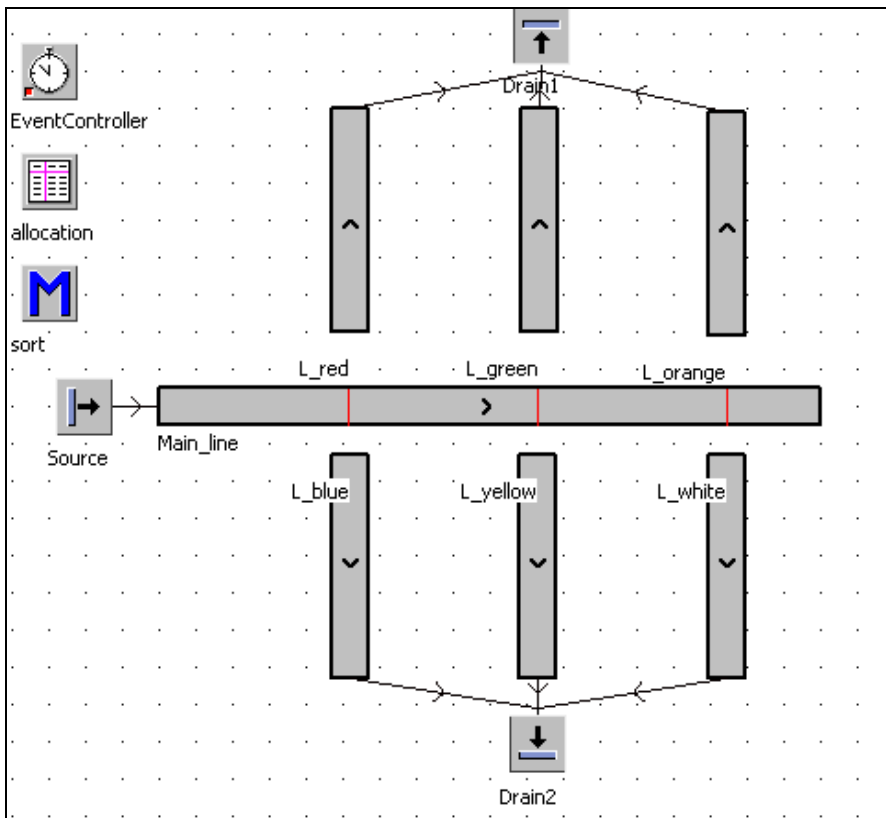 Drain1
EventController
allocation
sort
L_red
L_green
L_orange
Main_line
Source
L_blue
L_yellow
L_white
Drain2